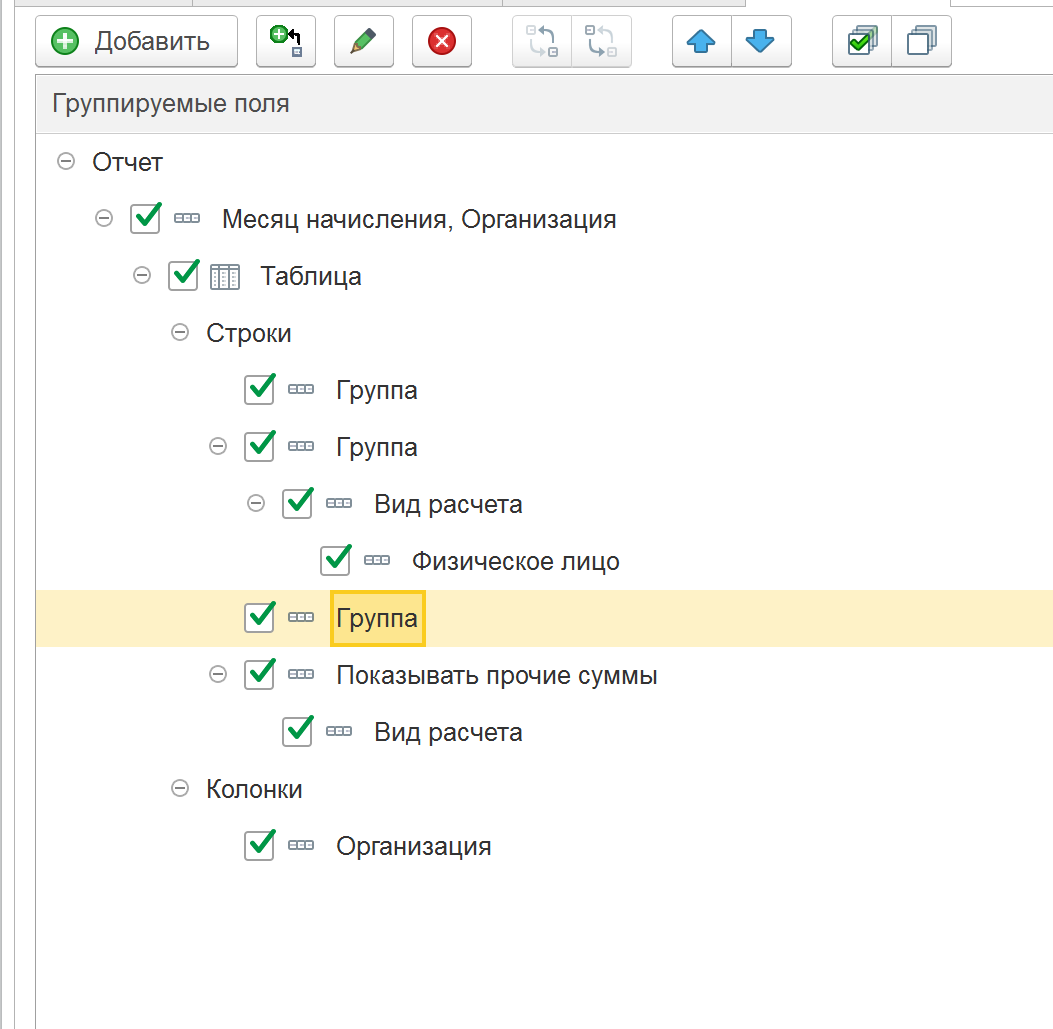 Добавить
Группируемые поля
Отчет
Месяц начисления, Организация
Таблица
Строки
Группа
Группа
Вид расчета
Физическое лицо
Группа
Показывать прочие суммы
Вид расчета
Колонки
Организация